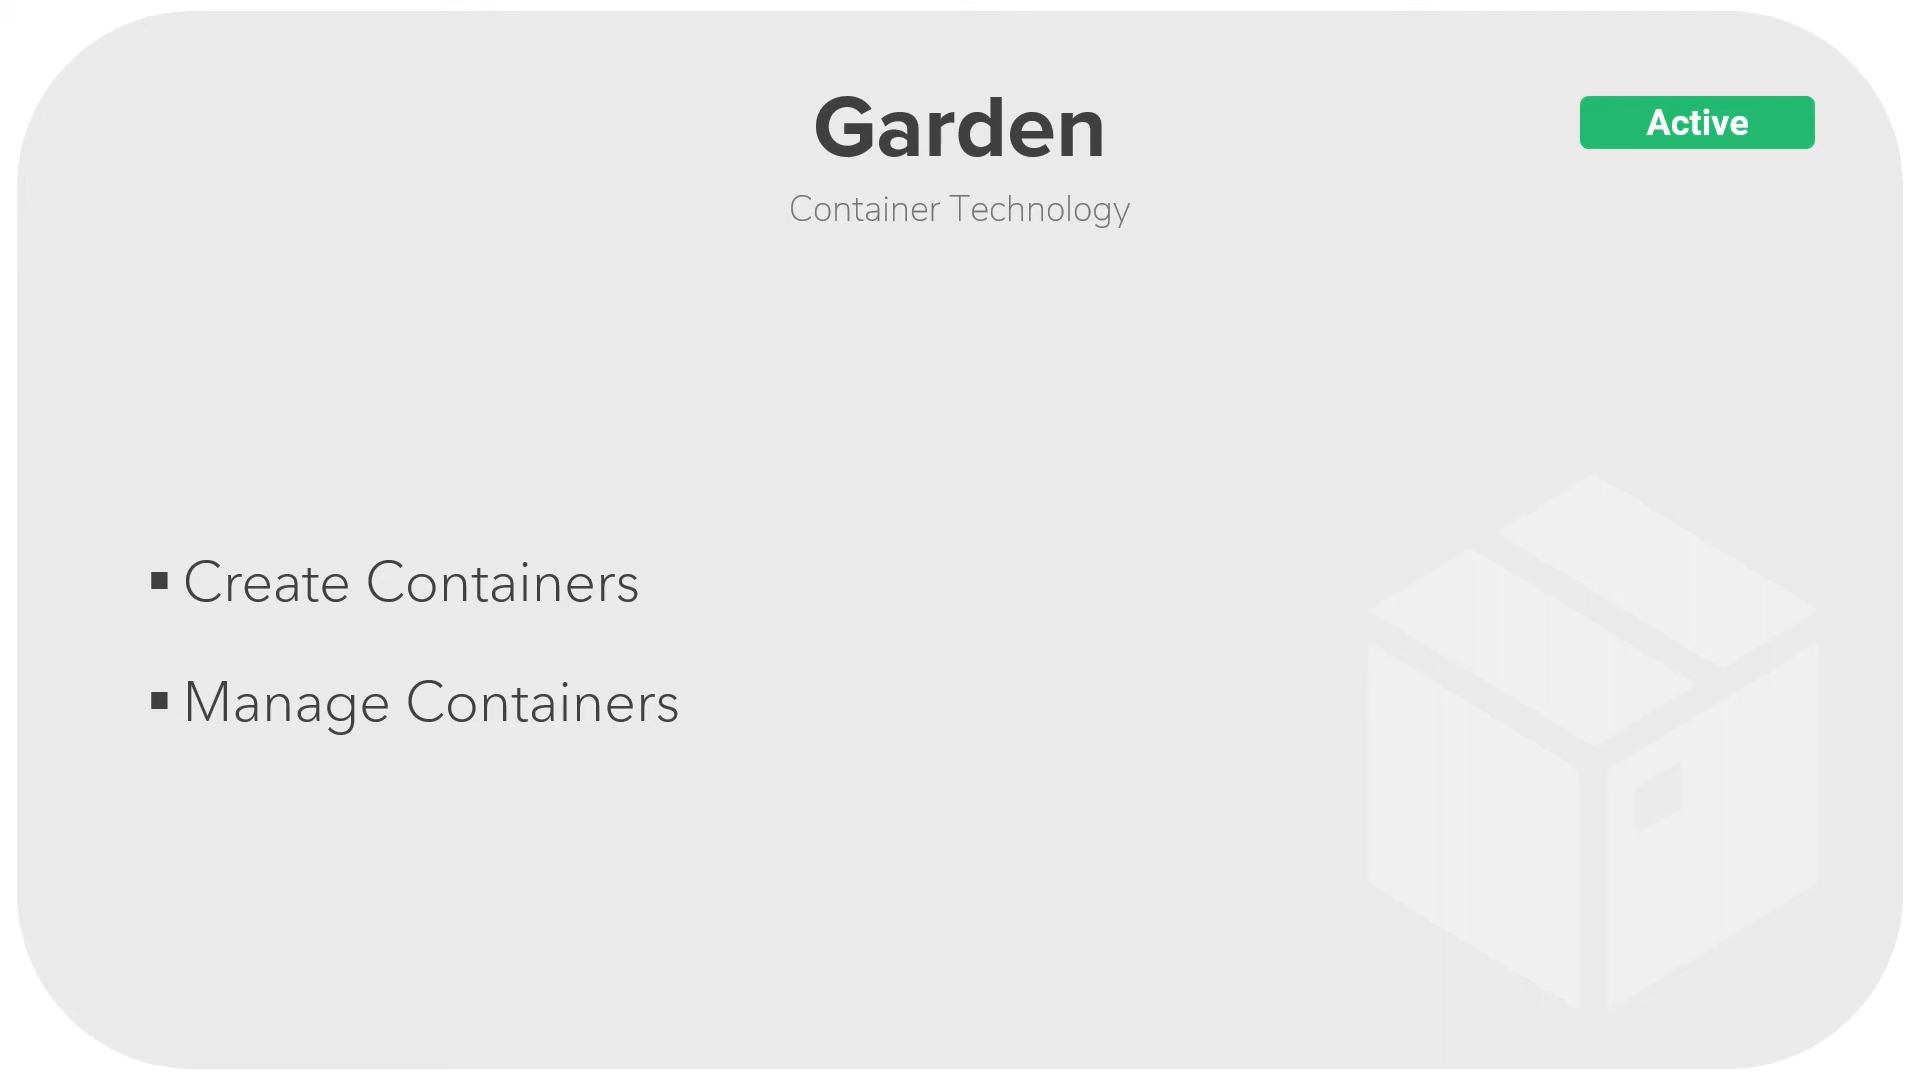 Garden
Active
Container Technology
▪ Create Containers
▪ Manage Containers